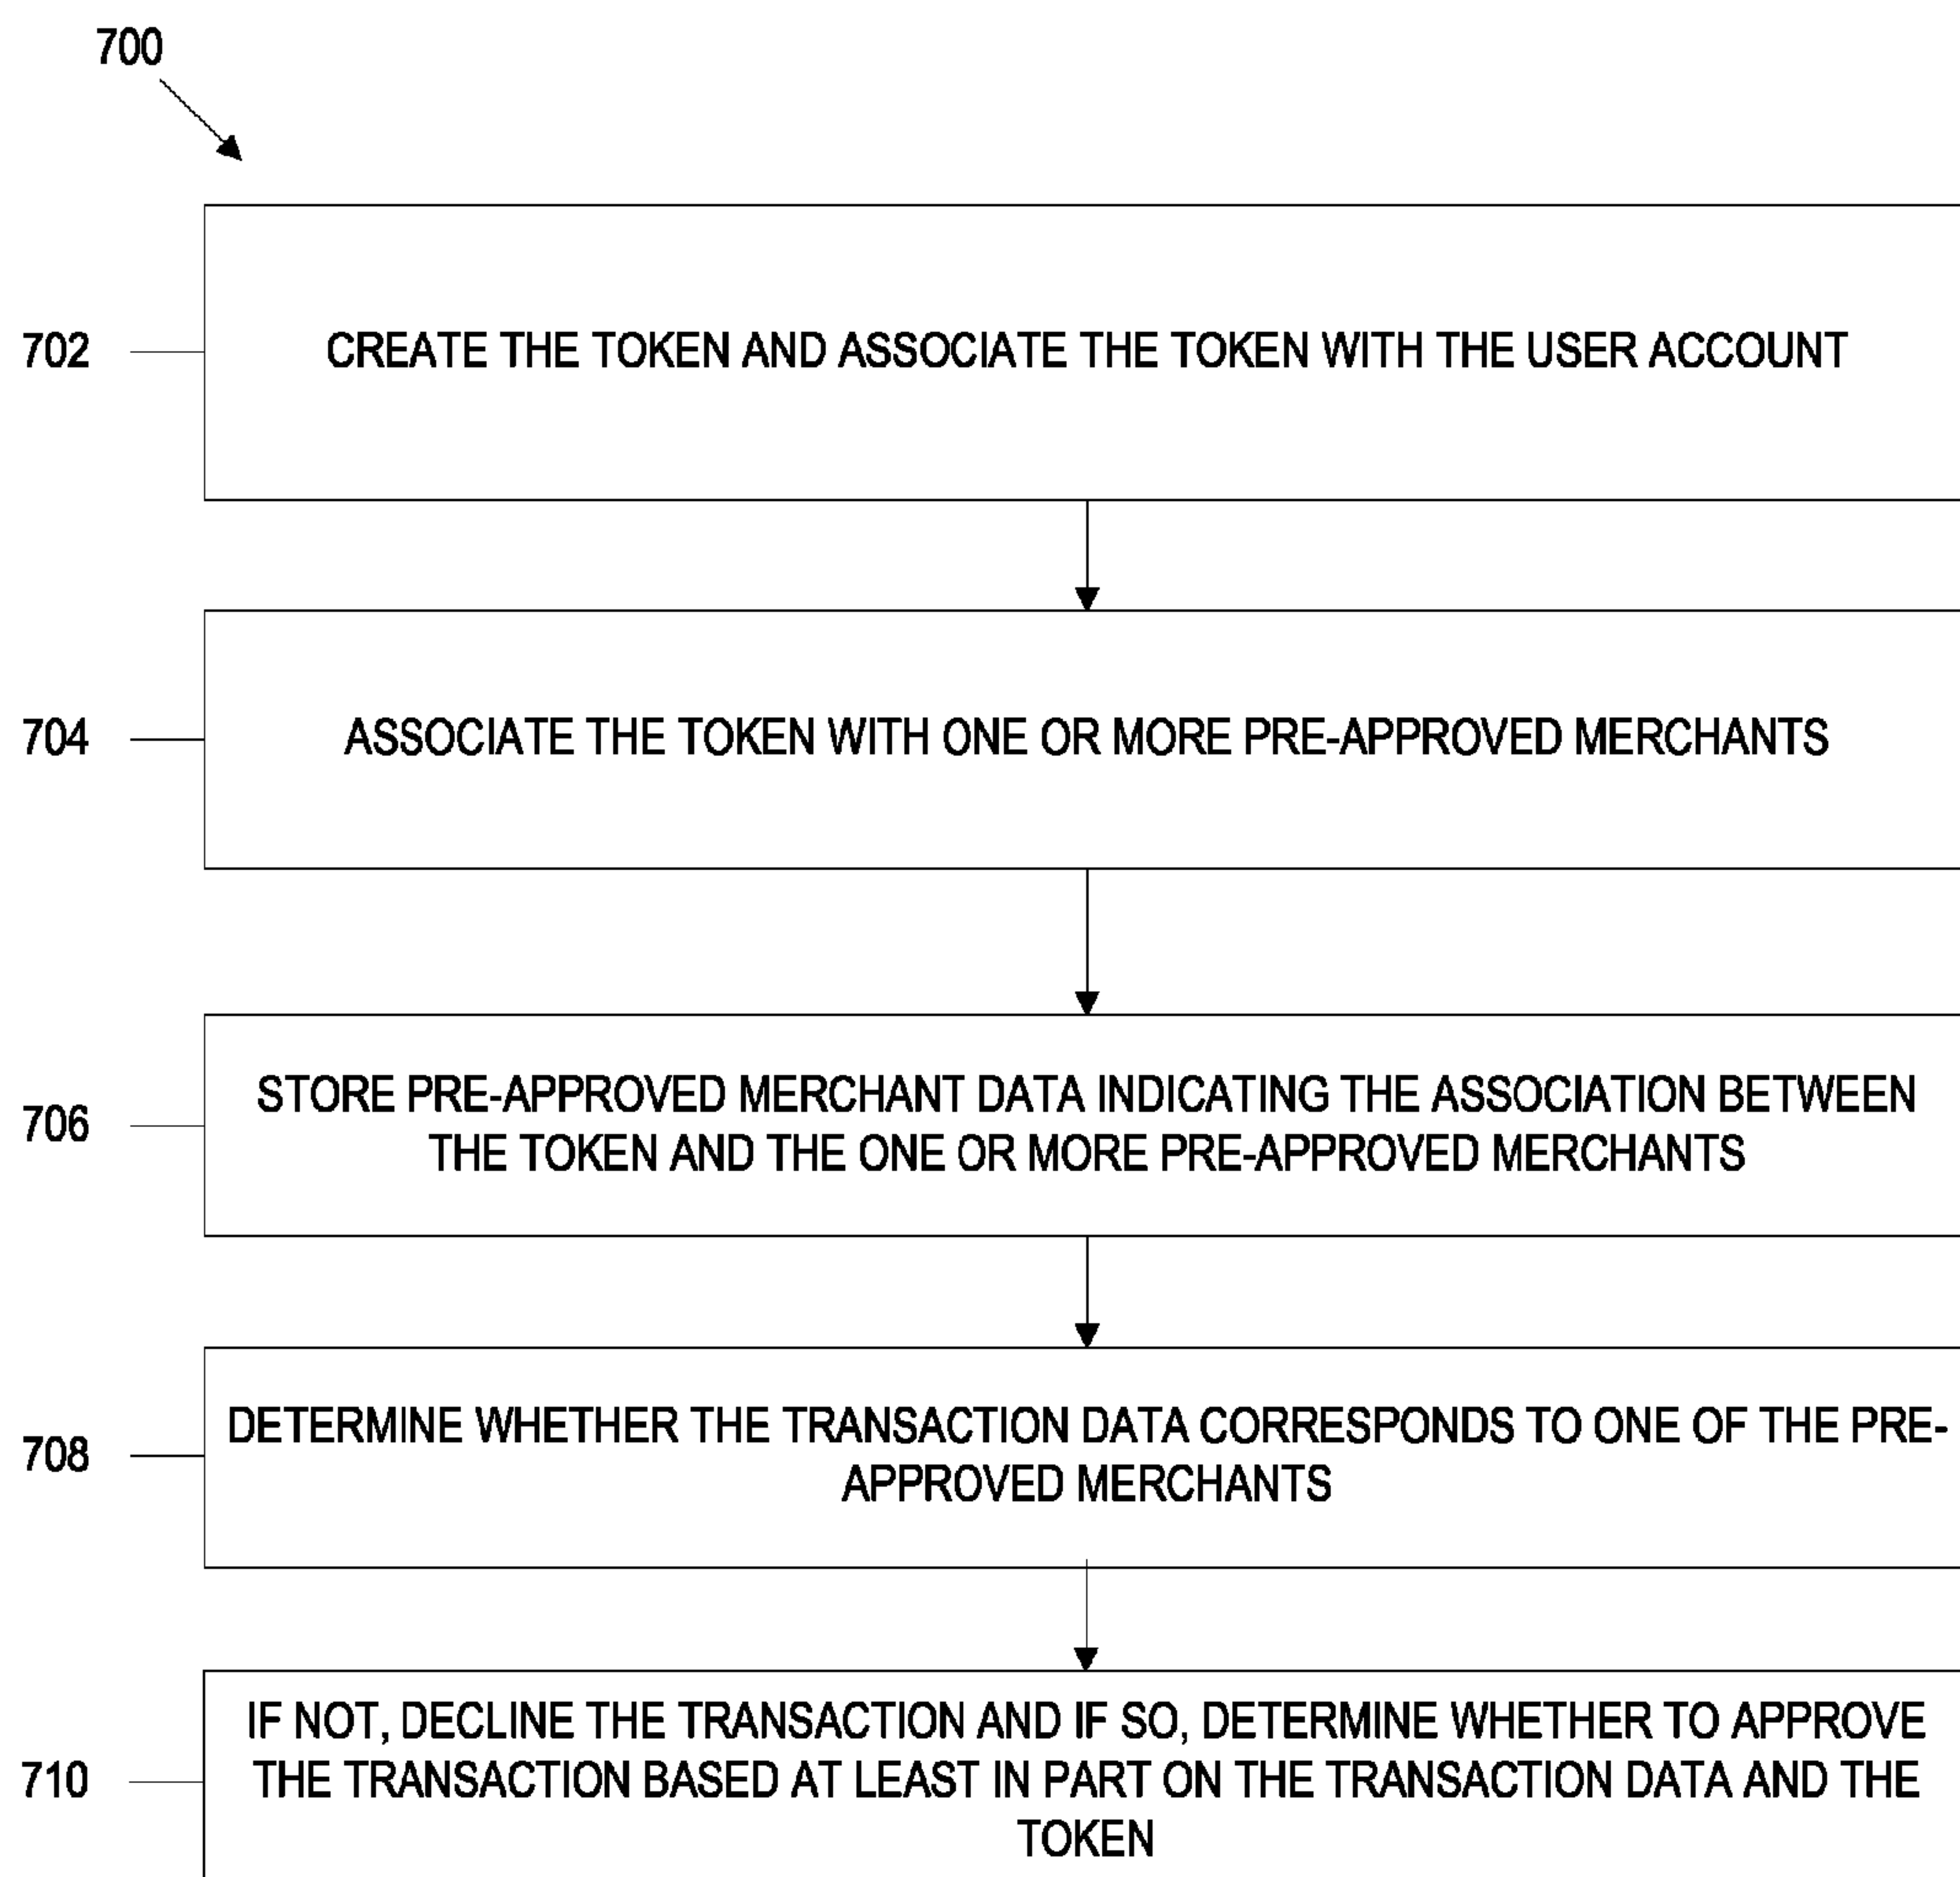 700
702
CREATE THE TOKEN AND ASSOCIATE THE TOKEN WITH THE USER ACCOUNT
704
ASSOCIATE THE TOKEN WITH ONE OR MORE PRE-APPROVED MERCHANTS
706
STORE PRE-APPROVED MERCHANT DATA INDICATING THE ASSOCIATION BETWEEN
THE TOKEN AND THE ONE OR MORE PRE-APPROVED MERCHANTS
708
DETERMINE WHETHER THE TRANSACTION DATA CORRESPONDS TO ONE OF THE PRE-
APPROVED MERCHANTS
710
IF NOT, DECLINE THE TRANSACTION AND IF SO, DETERMINE WHETHER TO APPROVE
THE TRANSACTION BASED AT LEAST IN PART ON THE TRANSACTION DATA AND THE
TOKEN